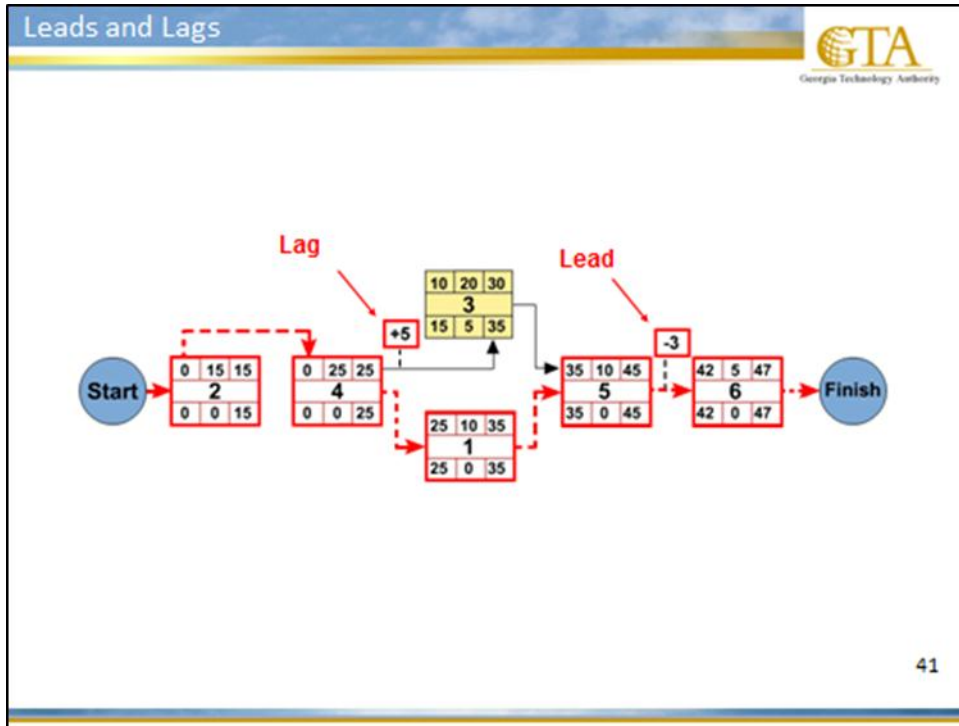 Leads and Lags
GTA
Georgia Technology Authority
Lag
Lead
10 20 30
3
15 5 35
+5
-3
Start
0 15 15
2
0 0 15
0 25 25
4
0 0 25
25 10 35
1
25 0 35
35 10 45
5
35 0 45
42 5 47
6
42 0 47
Finish
41